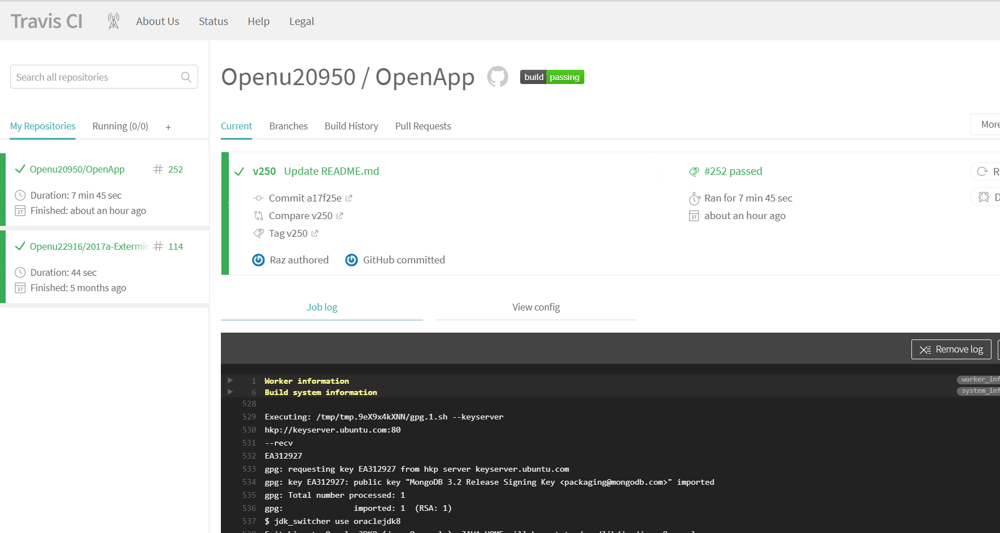 Travis CI
About Us
Status
Help
Legal
Search all repositories
My Repositories
Running (0/0)
+
Openu20950/OpenApp
# 252
Duration: 7 min 45 sec
27
Finished: about an hour ago
Openu22916/2017a-Extermin
# 114
Duration: 44 sec
27
Finished: 5 months ago
Openu20950 / OpenApp
build passing
Current
Branches
Build History
Pull Requests
More
v250 Update README.md
Commit a17f25e
Compare v250
Tag v250
Raz authored
GitHub committed
#252 passed
Ran for 7 min 45 sec
27
about an hour ago
R
D
Job log
View config
Remove log
1 Worker information
worker_inf
6 Build system information
system_inf
528
529 Executing: /tmp/tmp.9eX9x4kXNN/gpg.1.sh --keyserver
530 hkp://keyserver.ubuntu.com:80
531 --recv
532 EA312927
533 gpg: requesting key EA312927 from hkp server keyserver.ubuntu.com
534 gpg: key EA312927: public key "MongoDB 3.2 Release Signing Key <packaging@mongodb.com>" imported
535 gpg: Total number processed: 1
536 gpg: imported: 1 (RSA: 1)
537 $ jdk_switcher use oraclejdk8